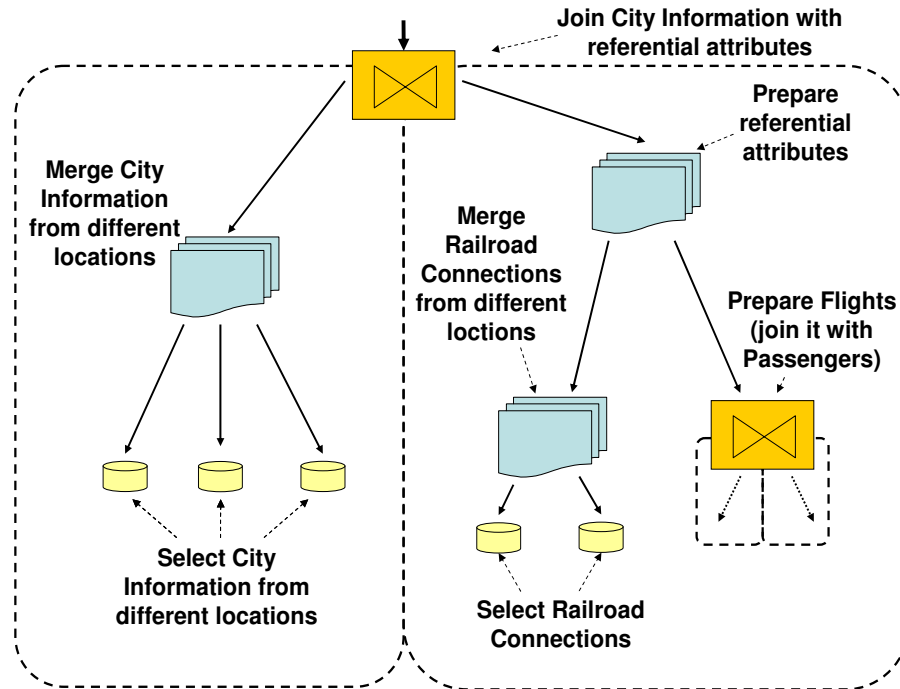 Join City Information with
referential attributes
Prepare
referential
attributes
Merge City
Information
from different
locations
Merge
Railroad
Connections
from different
loctions
Prepare Flights
(join it with
Passengers)
Select City
Information from
different locations
Select Railroad
Connections